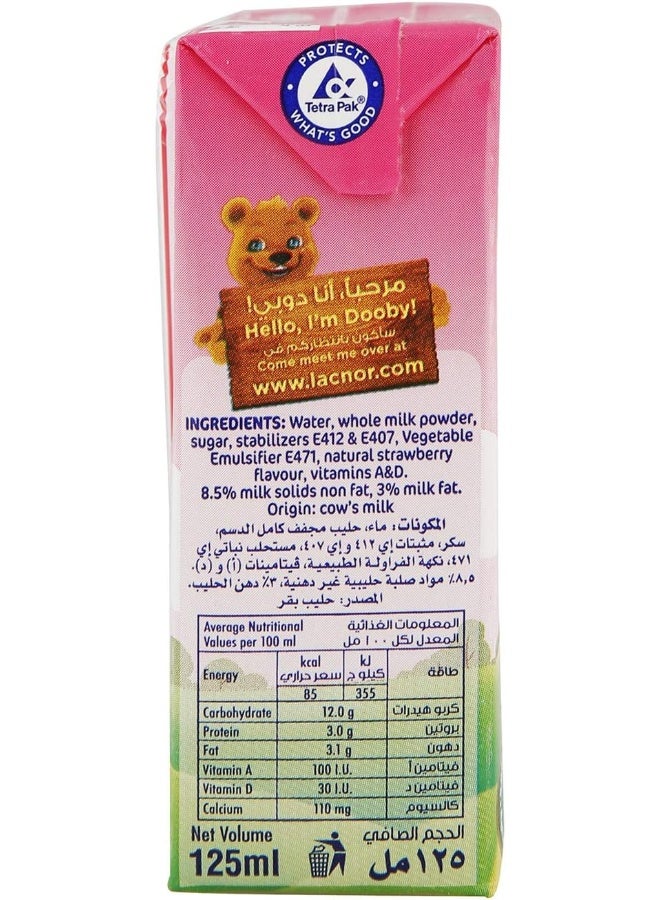 PROTECTS
Tetra Pak®
WHAT'S GOOD
مرحباً، أنا دوبي!
Hello, I'm Dooby!
سأكون بانتظاركم في
Come meet me over at
www.lacnor.com
INGREDIENTS: Water, whole milk powder,
sugar, stabilizers E412 & E407, Vegetable
Emulsifier E471, natural strawberry
flavour, vitamins A&D.
8.5% milk solids non fat, 3% milk fat.
Origin: cow's milk
المكونات: ماء، حليب مجفف كامل الدسم،
سكر، مثبتات إي ٤١٢ و إي ٤٠٧، مستحلب نباتي إي
٤٧١، نكهة الفراولة الطبيعية، ڤيتامينات (أ) و (د).
٨,٥٪ مواد صلبة حليبية غير دهنية، ٣٪ دهن الحليب.
المصدر: حليب بقر
Average Nutritional المعلومات الغذائية
Values per 100 ml المعدل لكل ١٠٠ مل
Energy kcal سعر حراري kJ كيلو ج طاقة
85 355
Carbohydrate 12.0 g كربو هيدرات
Protein 3.0 g بروتين
Fat 3.1 g دهون
Vitamin A 100 I.U. فيتامين أ
Vitamin D 30 I.U. فيتامين د
Calcium 110 mg كالسيوم
Net Volume الحجم الصافي
125ml ١٢٥ مل